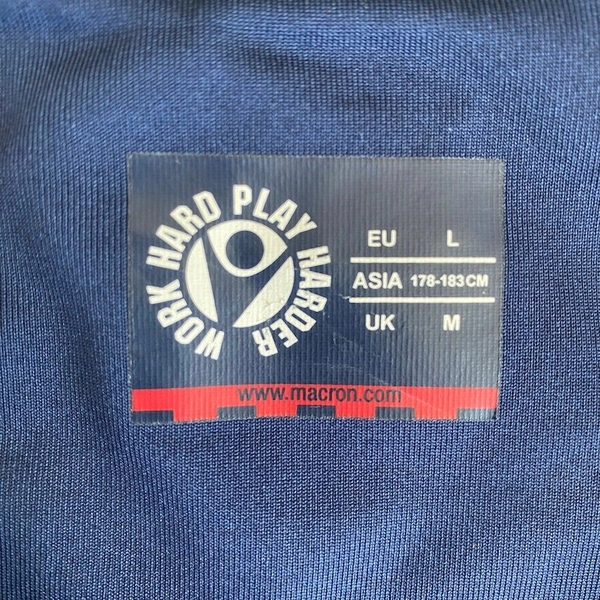 WORK HARD PLAY HARDER
EU L
ASIA 178-183CM
UK M
www.macron.com